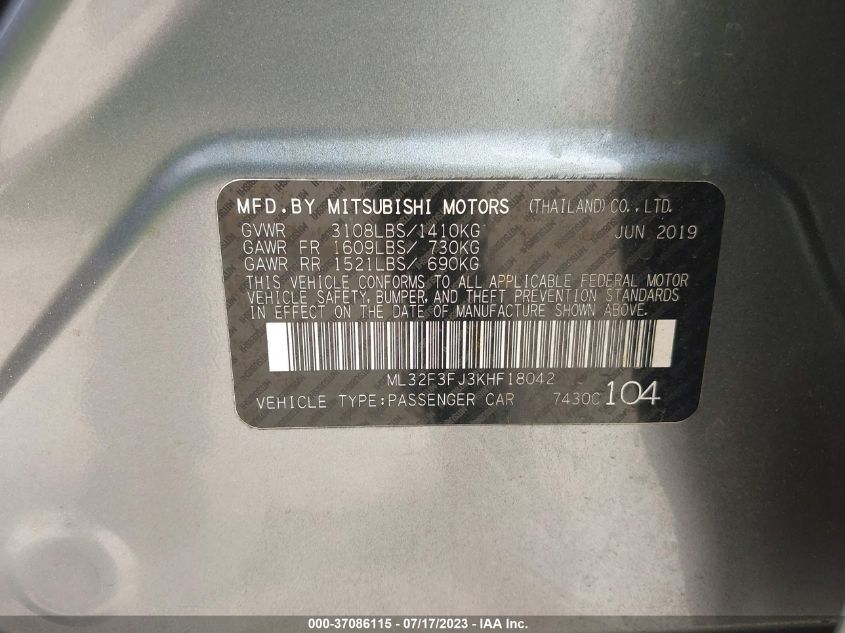 MFD.BY MITSUBISHI MOTORS (THAILAND)CO.,LTD.
GVWR 3108LBS/1410KG JUN 2019
GAWR FR 1609LBS/ 730KG
GAWR RR 1521LBS/ 690KG
THIS VEHICLE CONFORMS TO ALL APPLICABLE FEDERAL MOTOR
VEHICLE SAFETY, BUMPER, AND THEFT PREVENTION STANDARDS
IN EFFECT ON THE DATE OF MANUFACTURE SHOWN ABOVE.
ML32F3FJ3KHF18042
VEHICLE TYPE:PASSENGER CAR 7430C 104
000-37086115 - 07/17/2023 - IAA Inc.